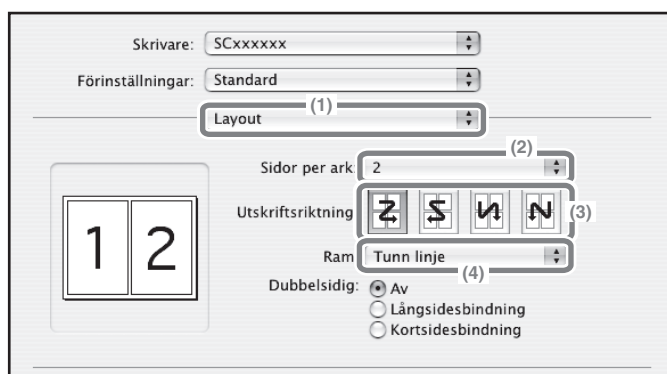 Skrivare: SCxxxxxx
Förinställningar: Standard
(1)
Layout
(2)
Sidor per ark 2
Utskriftsriktning (3)
Ram Tunn linje
(4)
Dubbelsidig: Av
Långsidesbindning
Kortsidesbindning
1 2